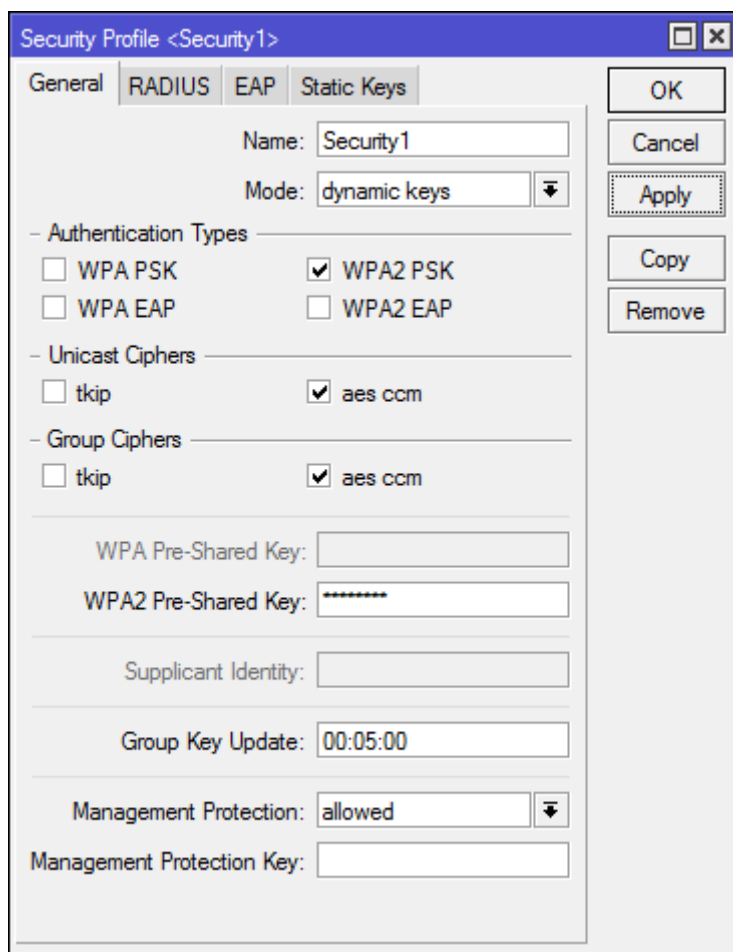 Security Profile <Security1>
General RADIUS EAP Static Keys
OK
Name: Security1
Cancel
Mode: dynamic keys
Apply
Authentication Types
WPA PSK WPA2 PSK
Copy
WPA EAP WPA2 EAP
Remove
Unicast Ciphers
tkip aes ccm
Group Ciphers
tkip aes ccm
WPA Pre-Shared Key:
WPA2 Pre-Shared Key: ********
Supplicant Identity:
Group Key Update: 00:05:00
Management Protection: allowed
Management Protection Key: